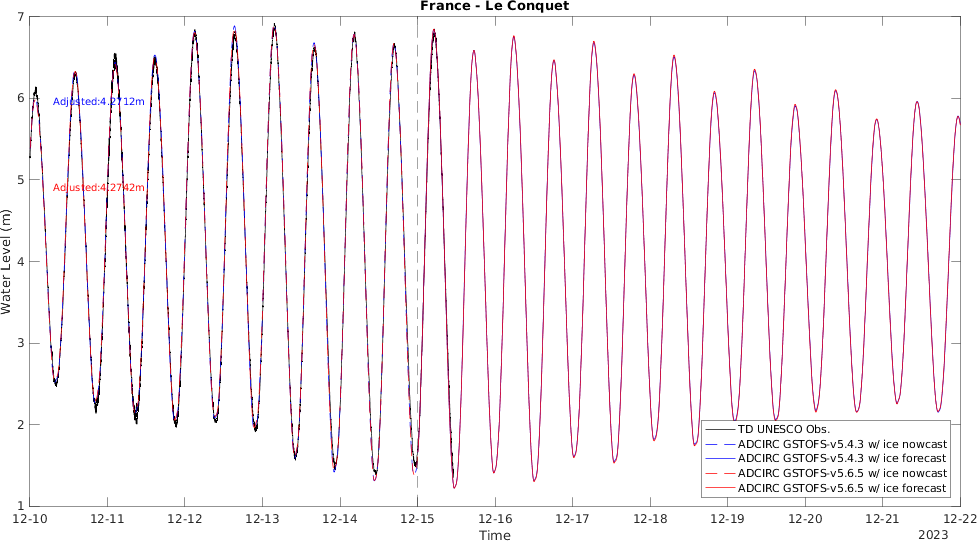 France - Le Conquet
Water Level (m)
7
6
5
4
3
2
1
Adjusted:4.2712m
Adjusted:4.2742m
TD UNESCO Obs.
ADCIRC GSTOFS-v5.4.3 w/ ice nowcast
ADCIRC GSTOFS-v5.4.3 w/ ice forecast
ADCIRC GSTOFS-v5.6.5 w/ ice nowcast
ADCIRC GSTOFS-v5.6.5 w/ ice forecast
12-10 12-11 12-12 12-13 12-14 12-15 12-16 12-17 12-18 12-19 12-20 12-21 12-22
Time
2023